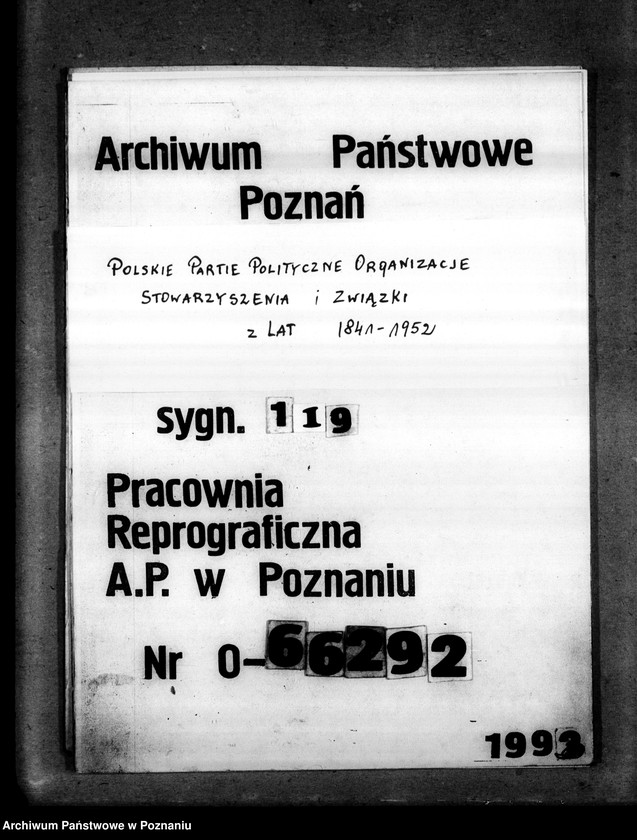 Archiwum Państwowe
Poznań
Polskie Partie Polityczne Organizacje
Stowarzyszenia i Związki
z lat 1841-1952
sygn. 119
Pracownia
Reprograficzna
A.P. w Poznaniu
Nr O-66292
1993
Archiwum Państwowe w Poznaniu